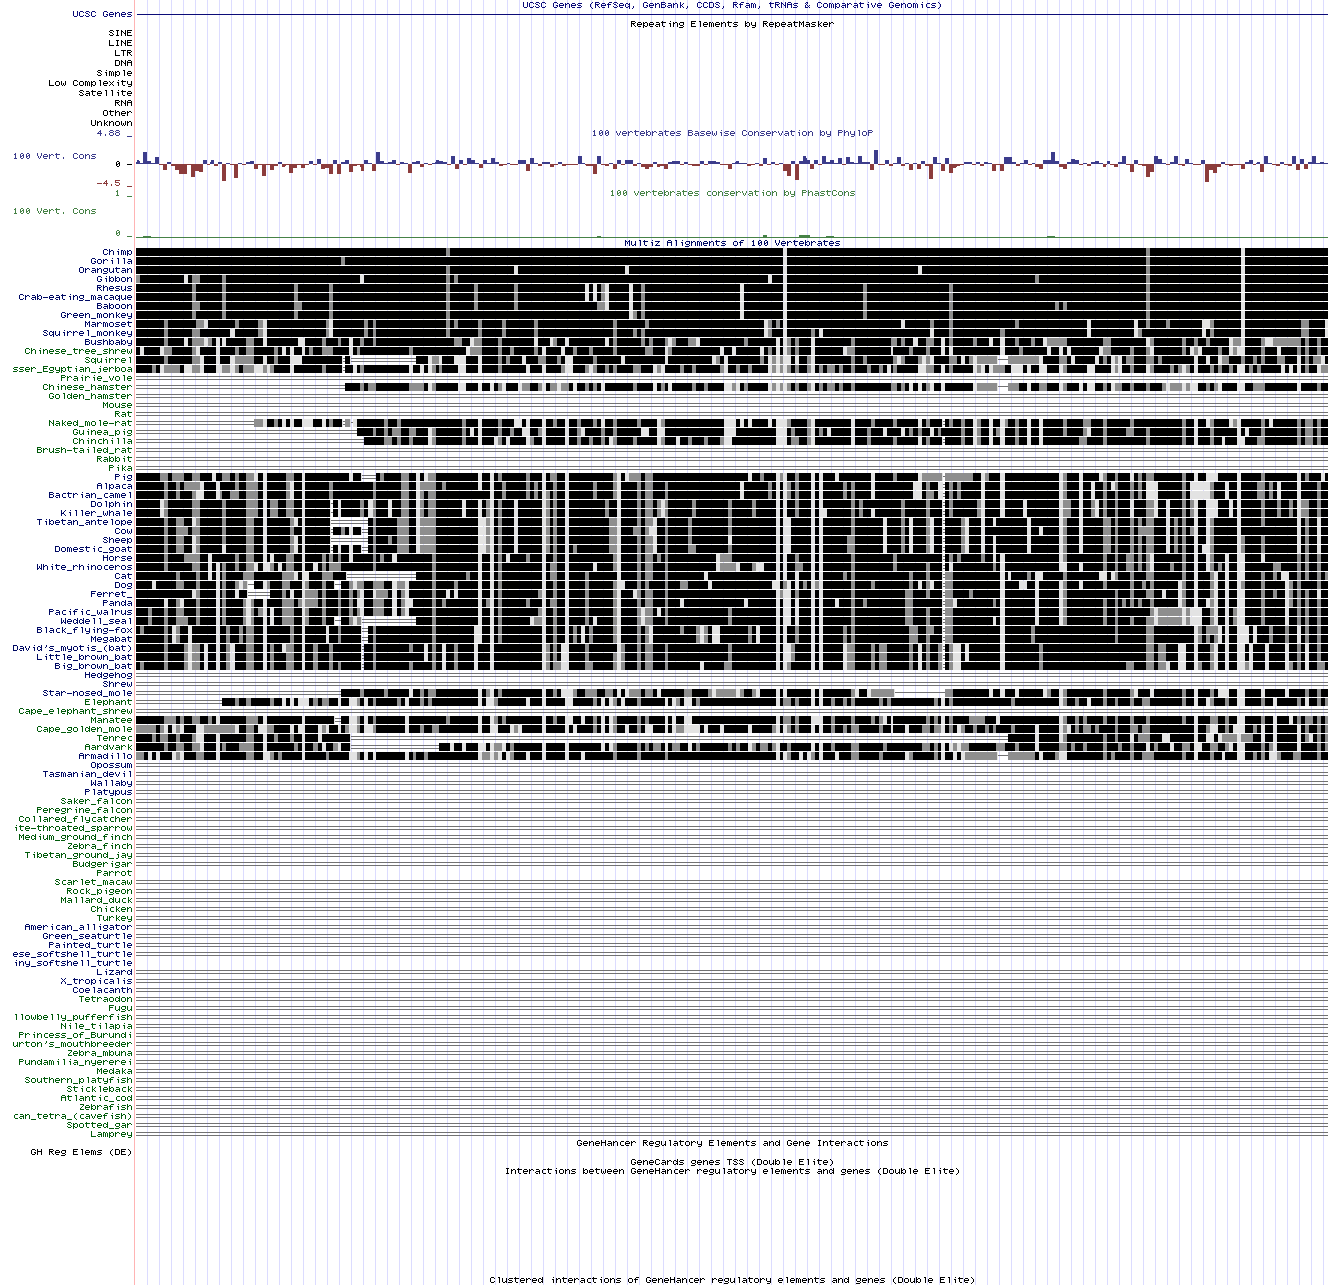 UCSC Genes (RefSeq, GenBank, CCDS, Rfam, tRNAs & Comparative Genomics)
UCSC Genes
Repeating Elements by RepeatMasker
SINE
LINE
LTR
DNA
Simple
Low Complexity
Satellite
RNA
Other
Unknown
4.88 _
100 vertebrates Basewise Conservation by PhyloP
100 Vert. Cons
0 _
-4.5 _
100 vertebrates conservation by PhastCons
1 _
100 Vert. Cons
0 _
Multiz Alignments of 100 Vertebrates
Chimp
Gorilla
Orangutan
Gibbon
Rhesus
Crab-eating_macaque
Baboon
Green_monkey
Marmoset
Squirrel_monkey
Bushbaby
Chinese_tree_shrew
Squirrel
sser_Egyptian_jerboa
Prairie_vole
Chinese_hamster
Golden_hamster
Mouse
Rat
Naked_mole-rat
Guinea_pig
Chinchilla
Brush-tailed_rat
Rabbit
Pika
Pig
Alpaca
Bactrian_camel
Dolphin
Killer_whale
Tibetan_antelope
Cow
Sheep
Domestic_goat
Horse
White_rhinoceros
Cat
Dog
Ferret_
Panda
Pacific_walrus
Weddell_seal
Black_flying-fox
Megabat
David's_myotis_(bat)
Little_brown_bat
Big_brown_bat
Hedgehog
Shrew
Star-nosed_mole
Elephant
Cape_elephant_shrew
Manatee
Cape_golden_mole
Tenrec
Aardvark
Armadillo
Opossum
Tasmanian_devil
Wallaby
Platypus
Saker_falcon
Peregrine_falcon
Collared_flycatcher
ite-throated_sparrow
Medium_ground_finch
Zebra_finch
Tibetan_ground_jay
Budgerigar
Parrot
Scarlet_macaw
Rock_pigeon
Mallard_duck
Chicken
Turkey
American_alligator
Green_seaturtle
Painted_turtle
ese_softshell_turtle
iny_softshell_turtle
Lizard
X_tropicalis
Coelacanth
Tetraodon
Fugu
llowbelly_pufferfish
Nile_tilapia
Princess_of_Burundi
urton's_mouthbreeder
Zebra_mbuna
Pundamilia_nyererei
Medaka
Southern_platyfish
Stickleback
Atlantic_cod
Zebrafish
can_tetra_(cavefish)
Spotted_gar
Lamprey
GeneHancer Regulatory Elements and Gene Interactions
GH Reg Elems (DE)
GeneCards genes TSS (Double Elite)
Interactions between GeneHancer regulatory elements and genes (Double Elite)
Clustered interactions of GeneHancer regulatory elements and genes (Double Elite)